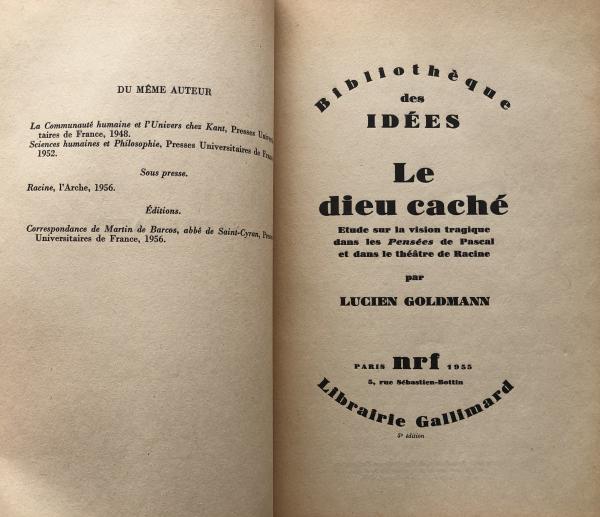 DU MÊME AUTEUR
La Communauté humaine et l'Univers chez Kant, Presses Univer-
taires de France, 1948.
Sciences humaines et Philosophie, Presses Universitaires de
1952.
Sous presse.
Racine, l'Arche, 1956.
Éditions.
Correspondance de Martin de Barcos, abbé de Saint-Cyran,
Universitaires de France, 1956.
Bibliothèque
des
IDÉES
Le
dieu caché
Etude sur la vision tragique
dans les Pensées de Pascal
et dans le théâtre de Racine
par
LUCIEN GOLDMANN
PARIS nrf 1955
5, rue Sébastien-Bottin
Librairie Gallimard
5e édition